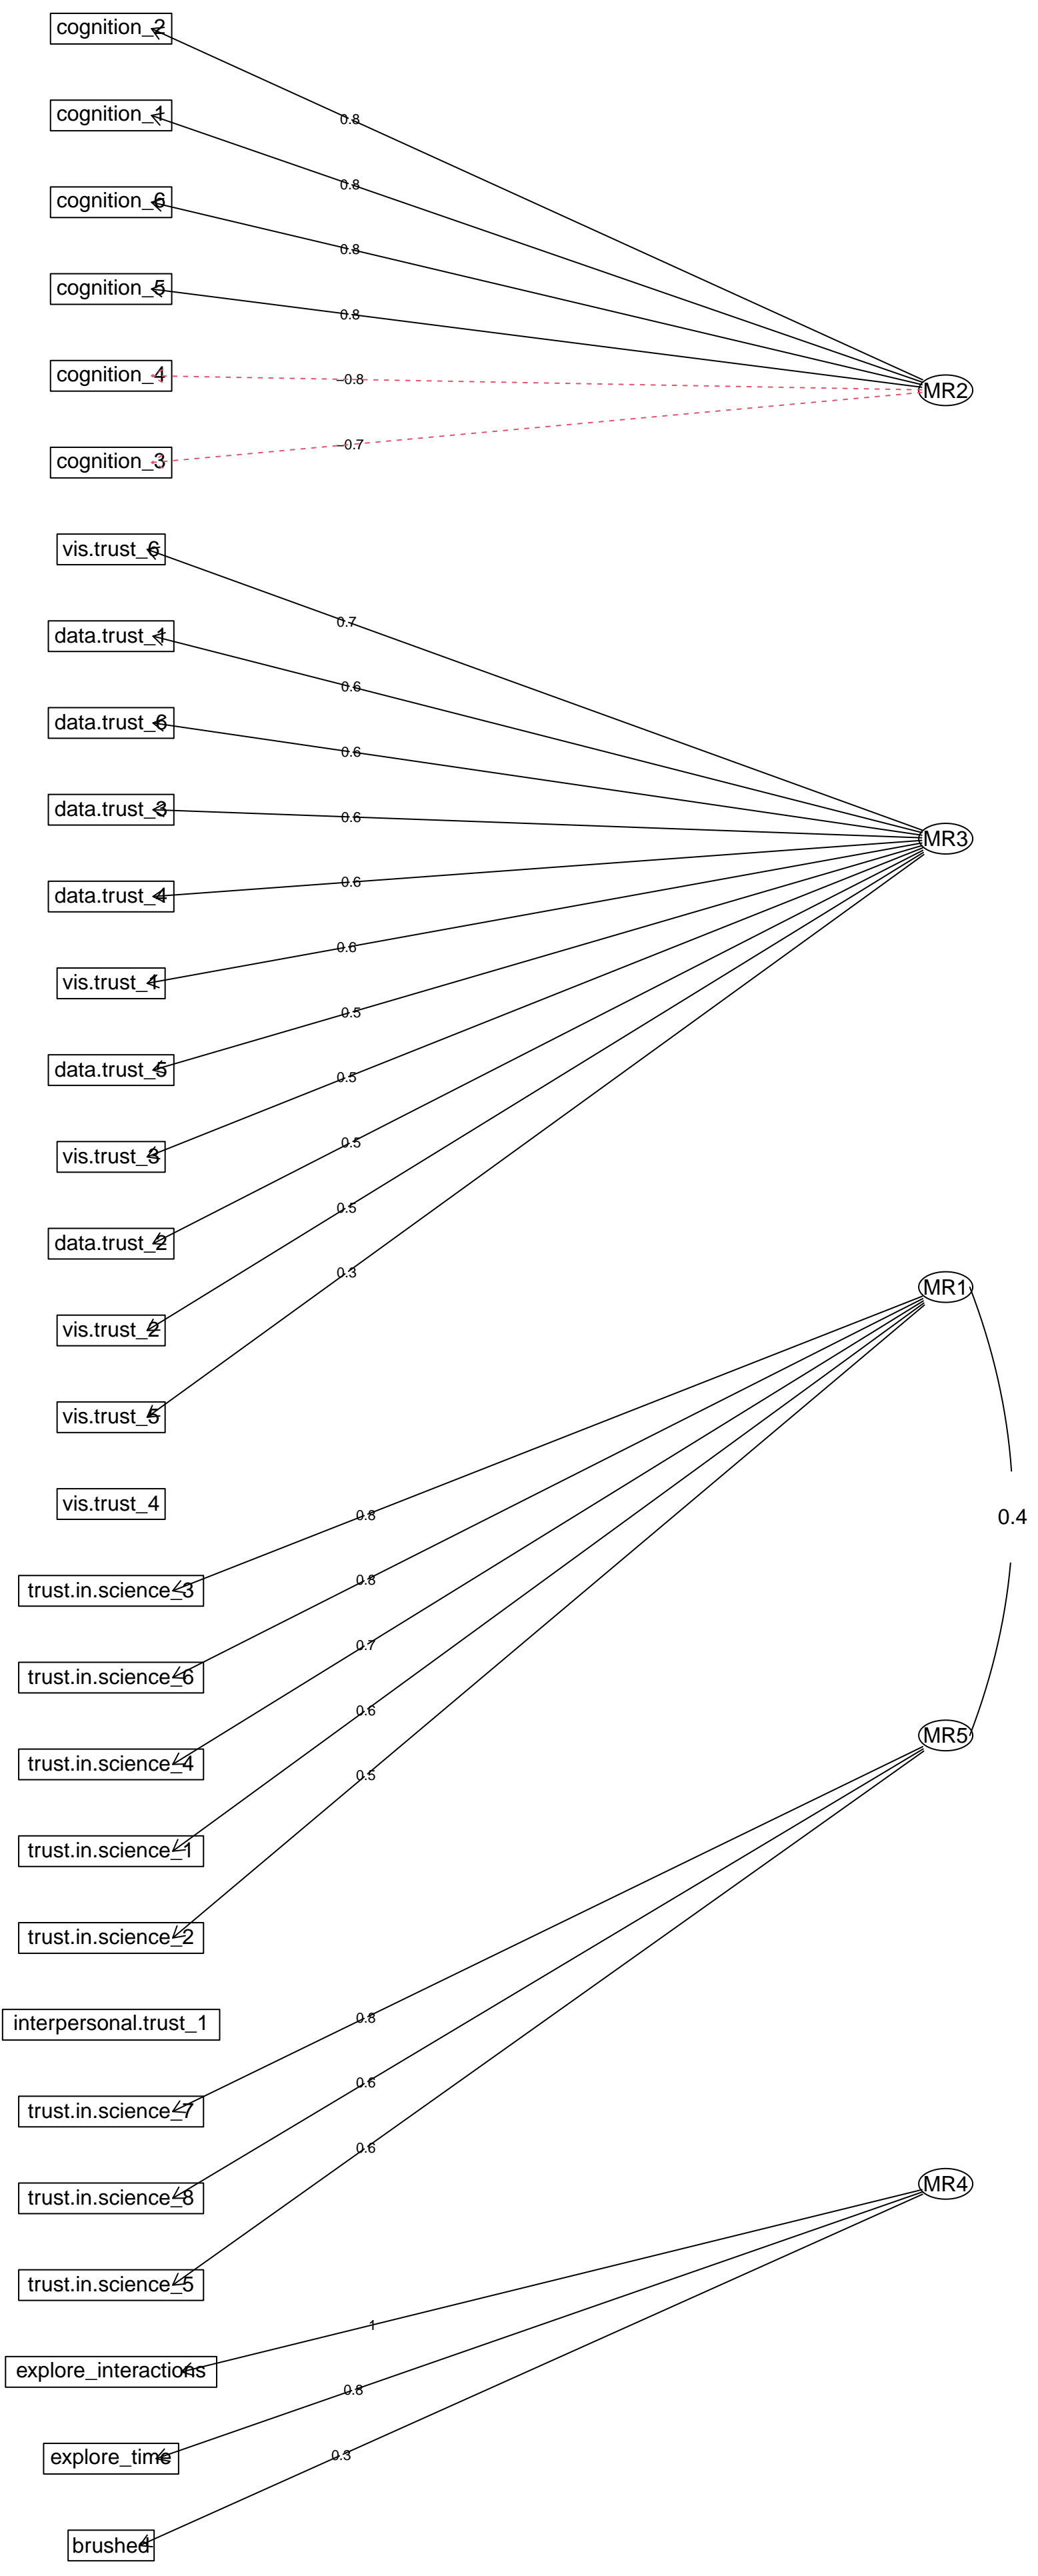 cognition_2
cognition_1
0.8
0.8
cognition_6
0.8
cognition_5
0.8
cognition_4
−0.8
MR2
−0.7
cognition_3
vis.trust_6
0.7
data.trust_1
0.6
data.trust_6
0.6
data.trust_3
0.6
MR3
0.6
data.trust_4
0.6
vis.trust_1
0.5
data.trust_5
0.5
vis.trust_3
0.5
0.5
data.trust_2
0.3
MR1
vis.trust_2
vis.trust_5
vis.trust_4
0.8
0.4
0.8
trust.in.science_3
0.7
trust.in.science_6
0.6
MR5
trust.in.science_4
0.5
trust.in.science_1
trust.in.science_2
0.8
interpersonal.trust_1
0.6
trust.in.science_7
0.6
MR4
trust.in.science_8
trust.in.science_5
1
explore_interactions
0.8
0.3
explore_time
brushed